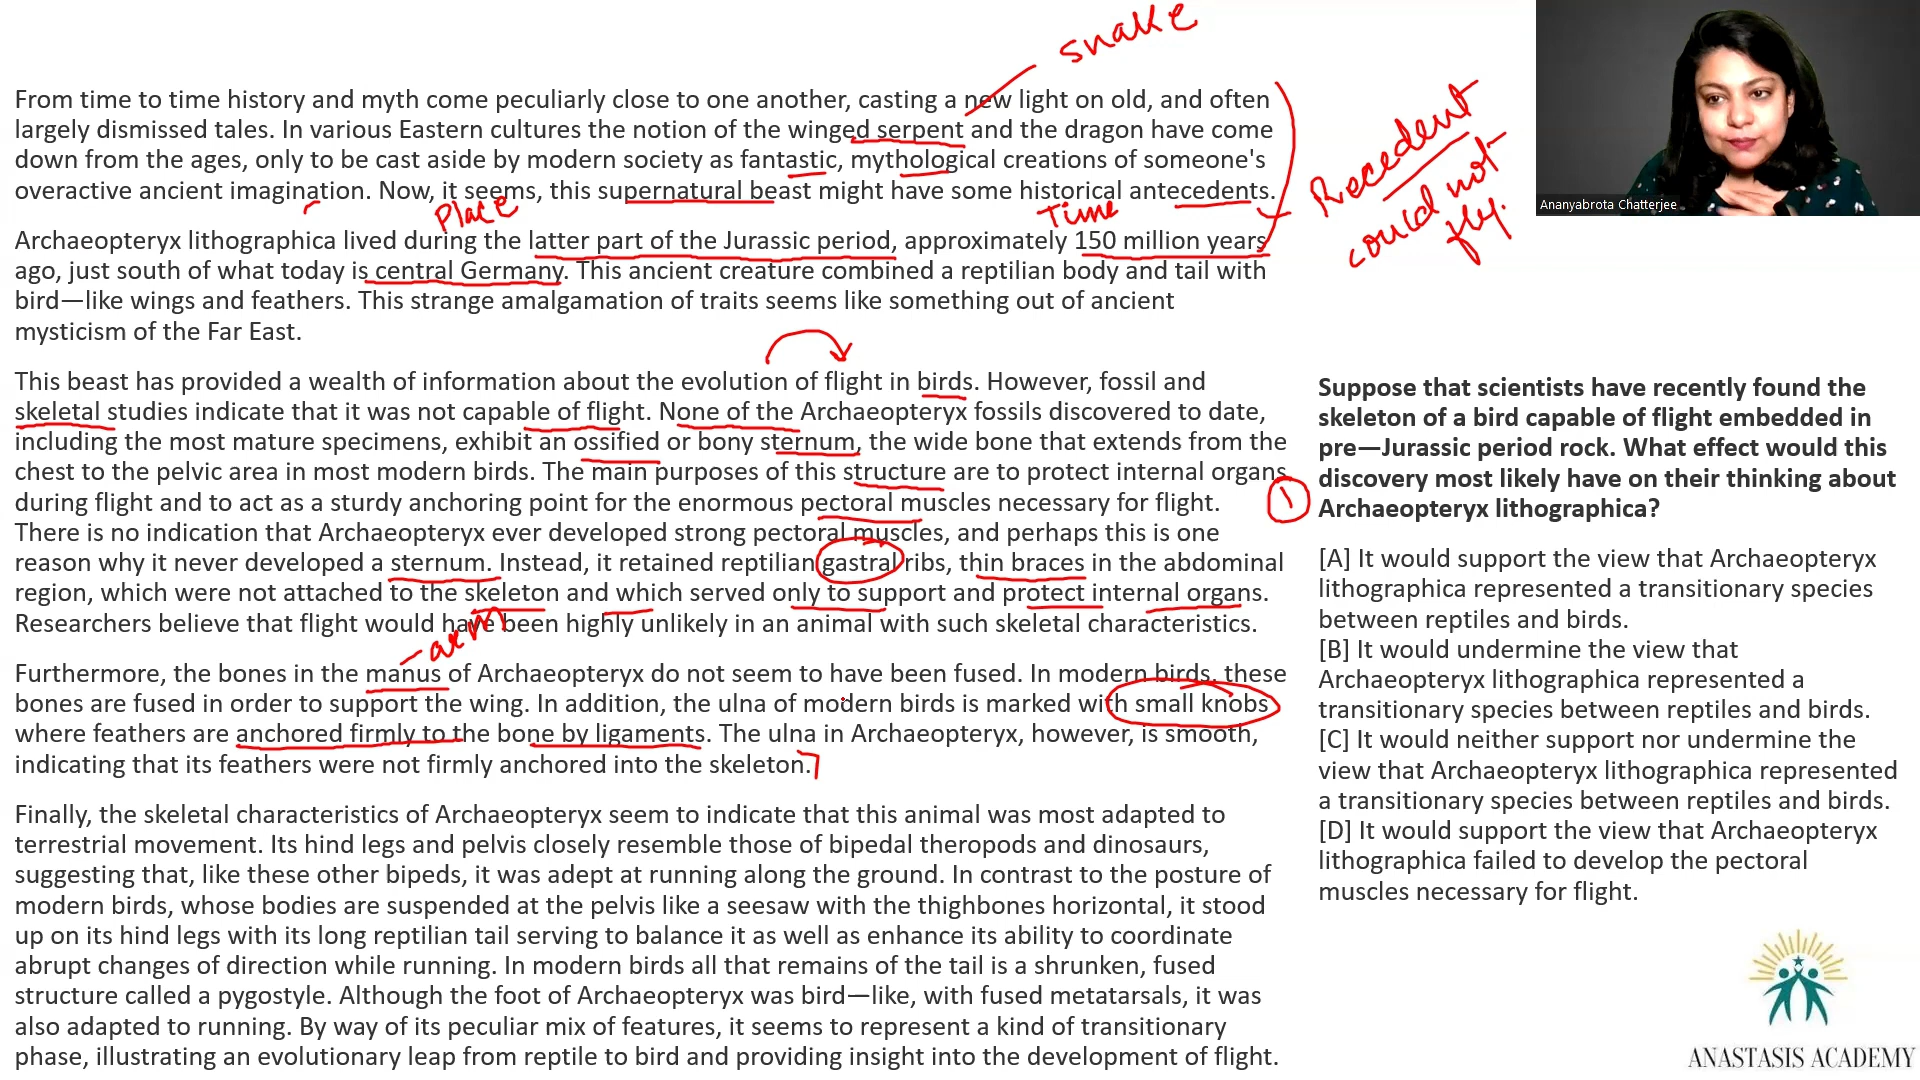 snake
From time to time history and myth come peculiarly close to one another, casting a new light on old, and often
largely dismissed tales. In various Eastern cultures the notion of the winged serpent and the dragon have come
down from the ages, only to be cast aside by modern society as fantastic, mythological creations of someone's
overactive ancient imagination. Now, it seems, this supernatural beast might have some historical antecedents.
Recedent
could not
fly.
Ananyabrota Chatterjee
Place
Time
Archaeopteryx lithographica lived during the latter part of the Jurassic period, approximately 150 million years
ago, just south of what today is central Germany. This ancient creature combined a reptilian body and tail with
bird—like wings and feathers. This strange amalgamation of traits seems like something out of ancient
mysticism of the Far East.
This beast has provided a wealth of information about the evolution of flight in birds. However, fossil and
skeletal studies indicate that it was not capable of flight. None of the Archaeopteryx fossils discovered to date,
including the most mature specimens, exhibit an ossified or bony sternum, the wide bone that extends from the
chest to the pelvic area in most modern birds. The main purposes of this structure are to protect internal organs
during flight and to act as a sturdy anchoring point for the enormous pectoral muscles necessary for flight.
There is no indication that Archaeopteryx ever developed strong pectoral muscles, and perhaps this is one
reason why it never developed a sternum. Instead, it retained reptilian gastral ribs, thin braces in the abdominal
region, which were not attached to the skeleton and which served only to support and protect internal organs.
Researchers believe that flight would have been highly unlikely in an animal with such skeletal characteristics.
arm
Furthermore, the bones in the manus of Archaeopteryx do not seem to have been fused. In modern birds, these
bones are fused in order to support the wing. In addition, the ulna of modern birds is marked with small knobs
where feathers are anchored firmly to the bone by ligaments. The ulna in Archaeopteryx, however, is smooth,
indicating that its feathers were not firmly anchored into the skeleton.
Finally, the skeletal characteristics of Archaeopteryx seem to indicate that this animal was most adapted to
terrestrial movement. Its hind legs and pelvis closely resemble those of bipedal theropods and dinosaurs,
suggesting that, like these other bipeds, it was adept at running along the ground. In contrast to the posture of
modern birds, whose bodies are suspended at the pelvis like a seesaw with the thighbones horizontal, it stood
up on its hind legs with its long reptilian tail serving to balance it as well as enhance its ability to coordinate
abrupt changes of direction while running. In modern birds all that remains of the tail is a shrunken, fused
structure called a pygostyle. Although the foot of Archaeopteryx was bird—like, with fused metatarsals, it was
also adapted to running. By way of its peculiar mix of features, it seems to represent a kind of transitionary
phase, illustrating an evolutionary leap from reptile to bird and providing insight into the development of flight.
1
Suppose that scientists have recently found the
skeleton of a bird capable of flight embedded in
pre—Jurassic period rock. What effect would this
discovery most likely have on their thinking about
Archaeopteryx lithographica?
[A] It would support the view that Archaeopteryx
lithographica represented a transitionary species
between reptiles and birds.
[B] It would undermine the view that
Archaeopteryx lithographica represented a
transitionary species between reptiles and birds.
[C] It would neither support nor undermine the
view that Archaeopteryx lithographica represented
a transitionary species between reptiles and birds.
[D] It would support the view that Archaeopteryx
lithographica failed to develop the pectoral
muscles necessary for flight.
ANASTASIS ACADEMY